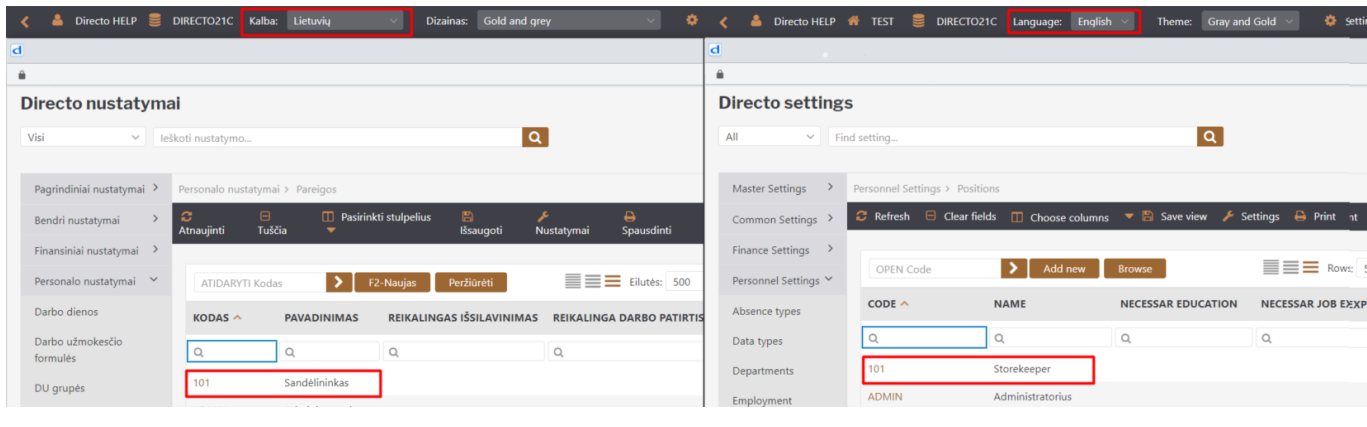 Directo HELP DIRECTO21C Kalba: Lietuvių Dizainas: Gold and grey
Directo nustatymai
Visi Ieškoti nustatymo...
Pagrindiniai nustatymai
Bendri nustatymai
Finansiniai nustatymai
Personalo nustatymai
Darbo dienos
Darbo užmokesčio
formulės
DU grupės
Personalo nustatymai > Pareigos
Atnaujinti Tuščia Pasirinkti stulpelius Išsaugoti Nustatymai Spausdinti
ATIDARYTI Kodas F2-Naujas Peržiūrėti Eilutės: 500
KODAS PAVADINIMAS REIKALINGAS IŠSILAVINIMAS REIKALINGA DARBO PATIRTIS
101 Sandėlininkas
Directo HELP TEST DIRECTO21C Language: English Theme: Gray and Gold Settin
Directo settings
All Find setting...
Master Settings
Common Settings
Finance Settings
Personnel Settings
Absence types
Data types
Departments
Employment
Personnel Settings > Positions
Refresh Clear fields Choose columns Save view Settings Print
OPEN Code Add new Browse Rows:
CODE NAME NECESSAR EDUCATION NECESSAR JOB EXP
101 Storekeeper
ADMIN Administratorius